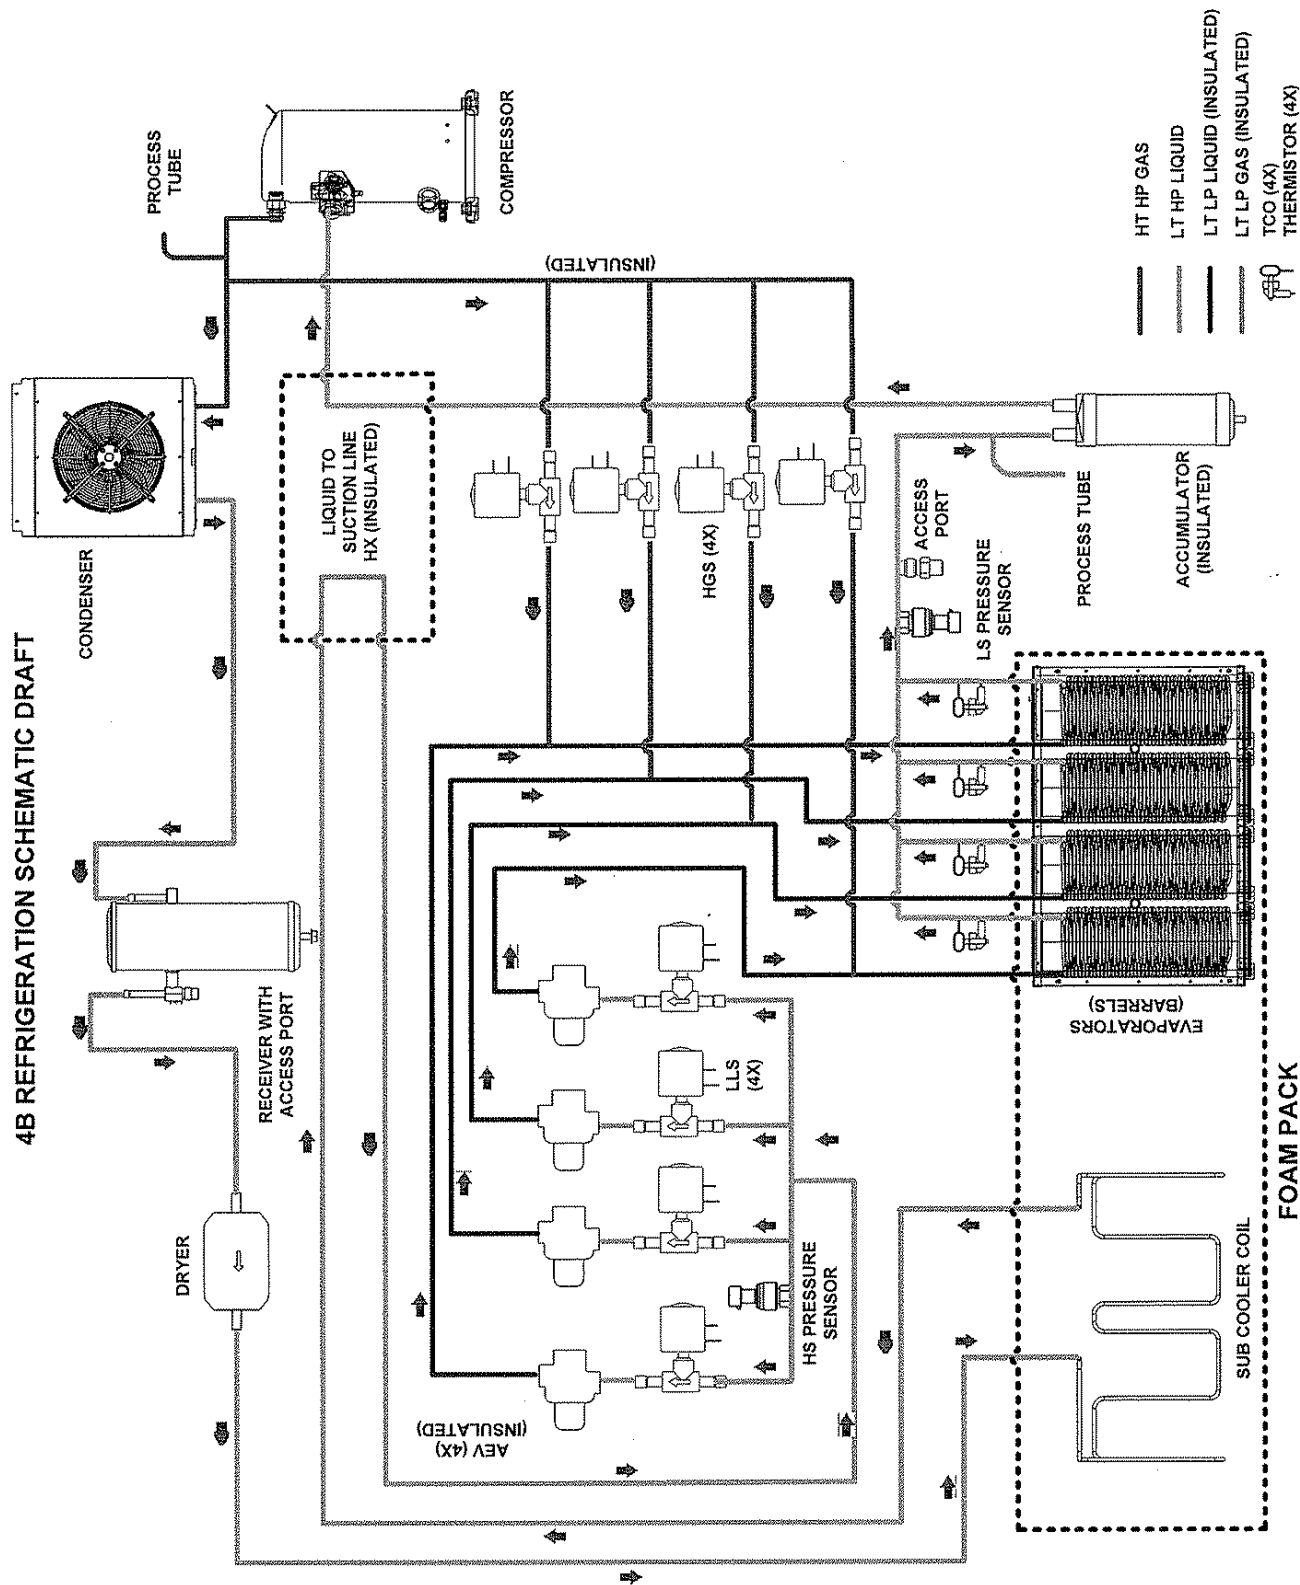 4B REFRIGERATION SCHEMATIC DRAFT
CONDENSER
PROCESS
TUBE
COMPRESSOR
(INSULATED)
LIQUID TO
SUCTION LINE
HX (INSULATED)
RECEIVER WITH
ACCESS PORT
DRYER
HGS (4X)
ACCESS
PORT
LS PRESSURE
SENSOR
PROCESS TUBE
ACCUMULATOR
(INSULATED)
LLS
(4X)
HS PRESSURE
SENSOR
AEV (4X)
(INSULATED)
EVAPORATORS
(BARRELS)
SUB COOLER COIL
FOAM PACK
HT HP GAS
LT HP LIQUID
LT LP LIQUID (INSULATED)
LT LP GAS (INSULATED)
TCO (4X)
THERMISTOR (4X)